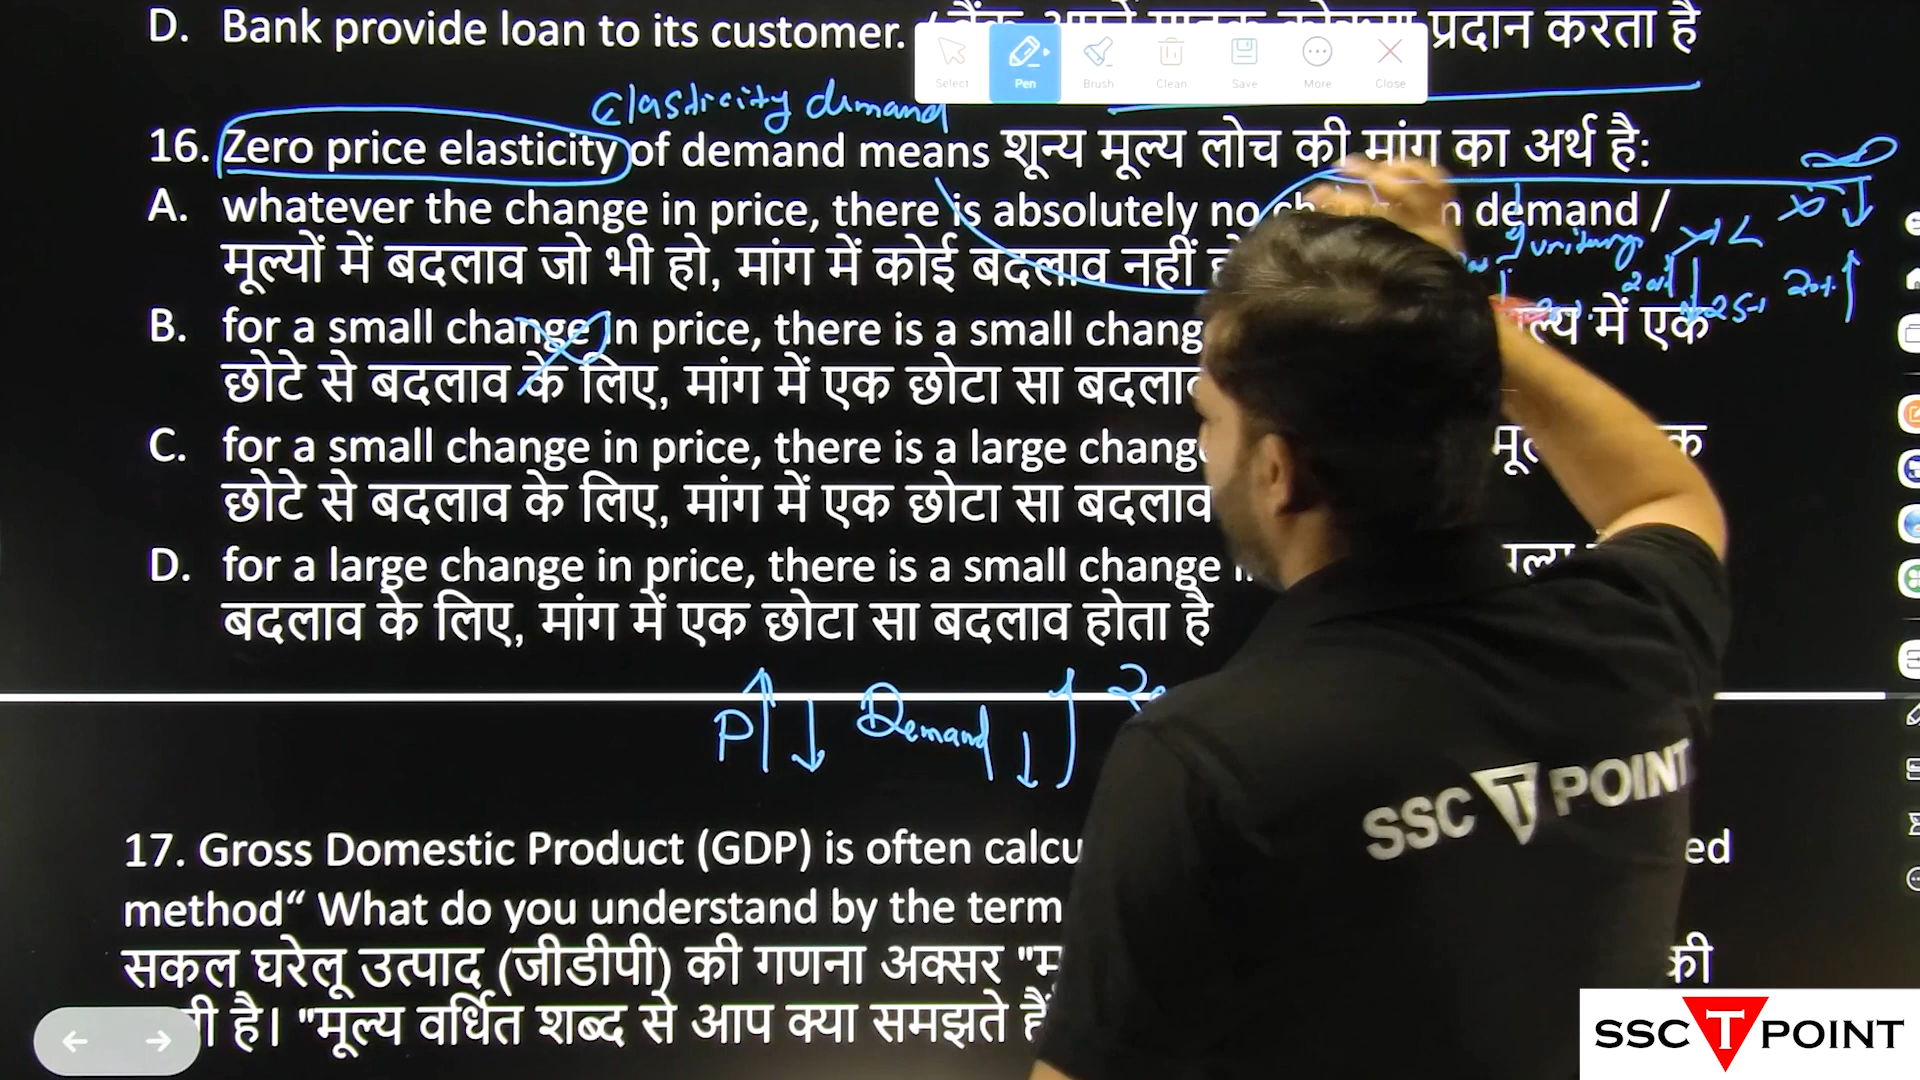 D. Bank provide loan to its customer. / बैंक अपने प्रदान करता है
Select Pen Brush Clean Save More Close
Elasticity demand
16. Zero price elasticity of demand means शून्य मूल्य लोच की मांग का अर्थ है:
A. whatever the change in price, there is absolutely no demand /
मूल्यों में बदलाव जो भी हो, मांग में कोई बदलाव नहीं
B. for a small change in price, there is a small में एक
छोटे से बदलाव के लिए, मांग में एक छोटा सा
C. for a small change in price, there is a large
छोटे से बदलाव के लिए, मांग में एक छोटा सा बदलाव
D. for a large change in price, there is a small change
बदलाव के लिए, मांग में एक छोटा सा बदलाव होता है
P Demand
17. Gross Domestic Product (GDP) is often
method“ What do you understand by the term
सकल घरेलू उत्पाद (जीडीपी) की गणना अक्सर की
है। "मूल्य वर्धित शब्द से आप क्या समझते
SSC T POINT
SSC T POINT